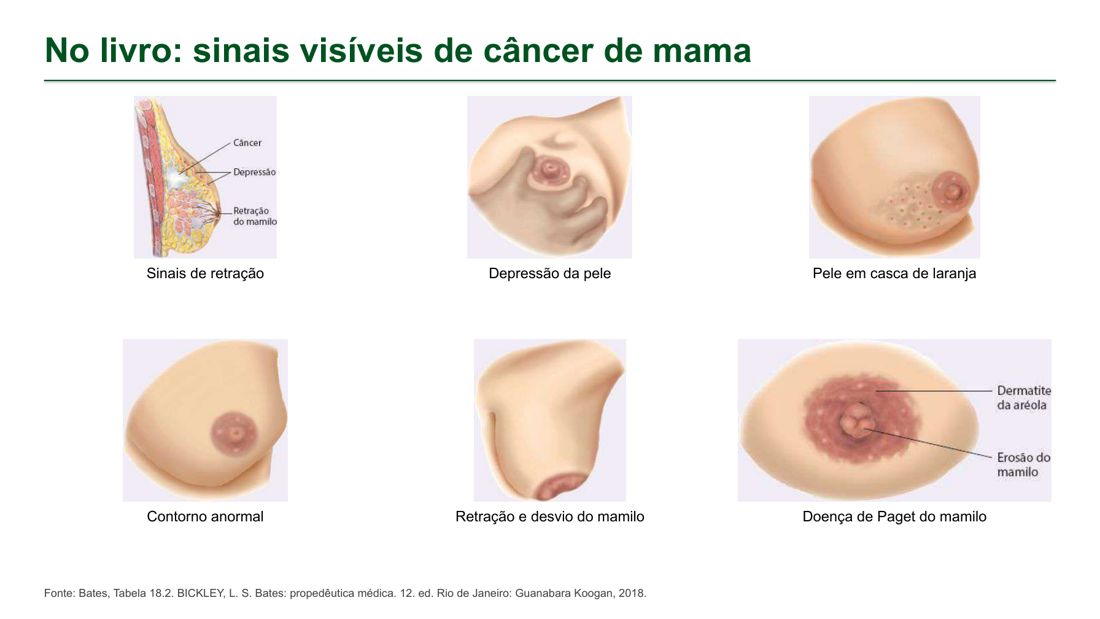 No livro: sinais visíveis de câncer de mama
Câncer
Depressão
Retração
do mamilo
Sinais de retração
Depressão da pele
Pele em casca de laranja
Contorno anormal
Retração e desvio do mamilo
Dermatite
da aréola
Erosão do
mamilo
Doença de Paget do mamilo
Fonte: Bates, Tabela 18.2. BICKLEY, L. S. Bates: propedêutica médica. 12. ed. Rio de Janeiro: Guanabara Koogan, 2018.